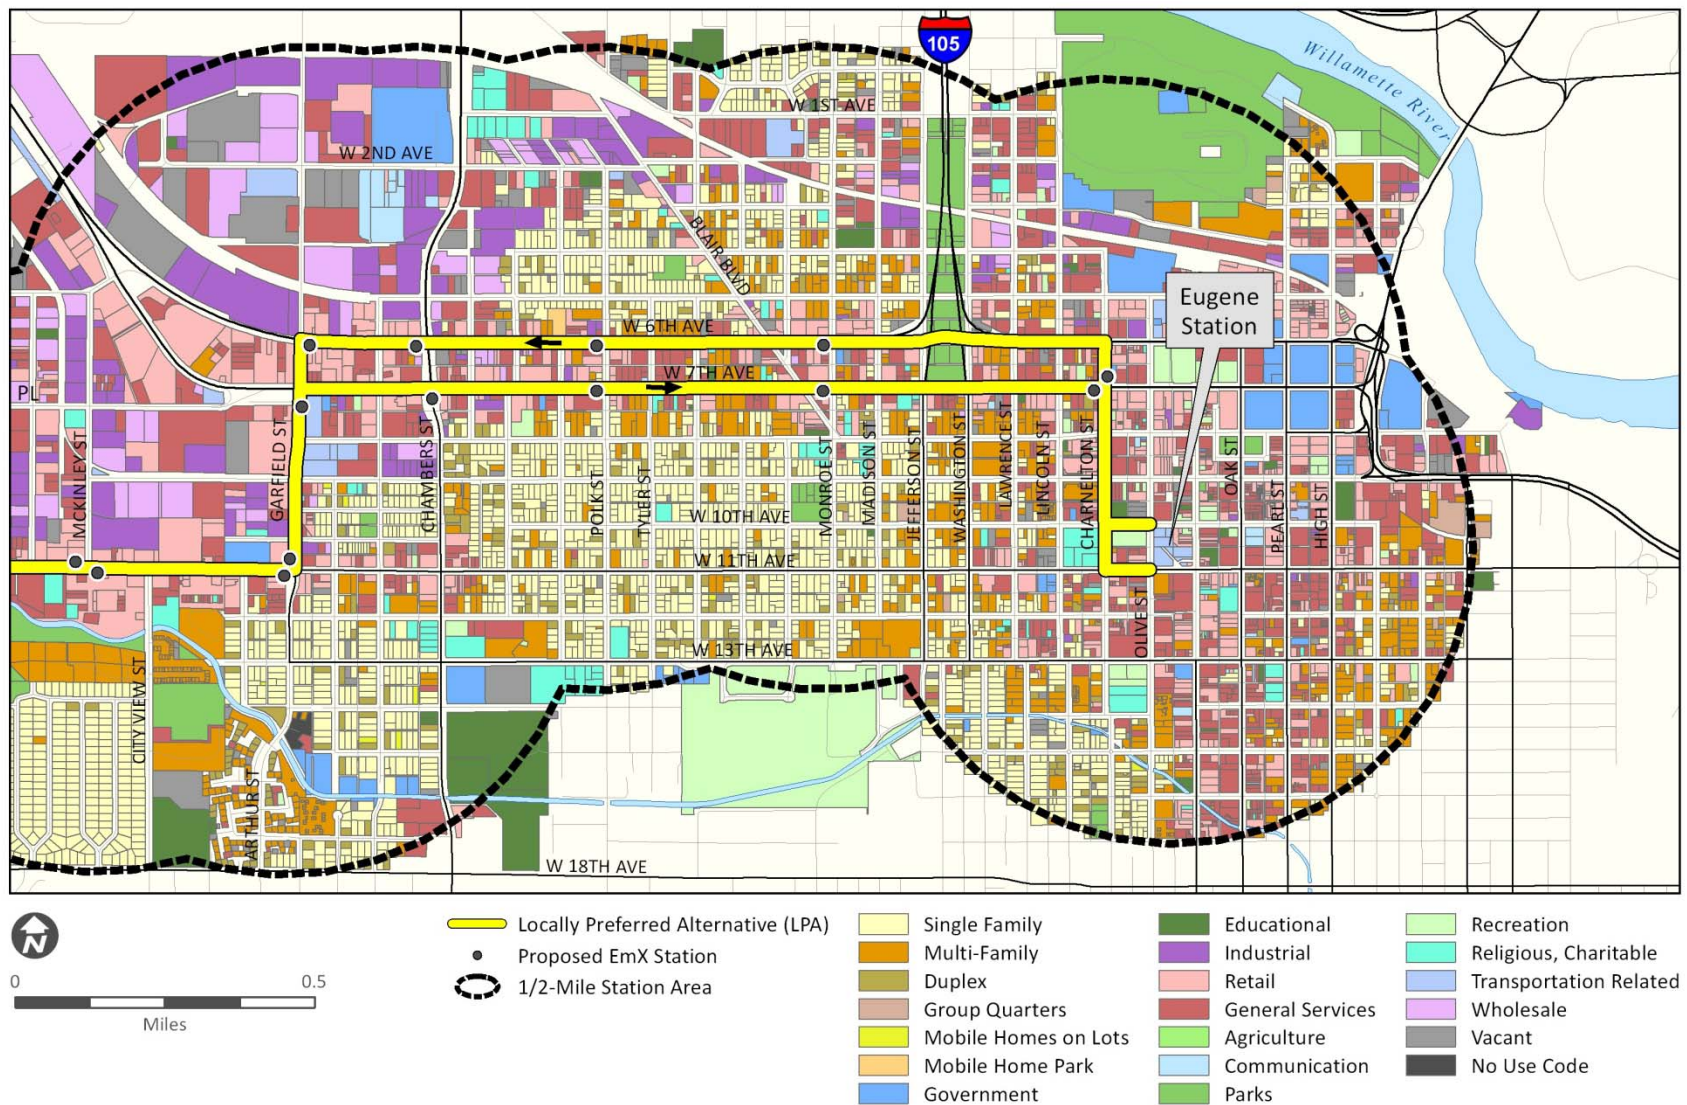 105
Willamette River
W 1ST AVE
W 2ND AVE
BLAIR BLVD
Eugene
Station
W 6TH AVE
W 7TH AVE
PL
MCKINLEY ST
GARFIELD ST
CHAMBERS ST
POLK ST
TYLER ST
MONROE ST
MADISON ST
JEFFERSON ST
WASHINGTON ST
LAWRENCE ST
LINCOLN ST
CHARNELTON ST
OAK ST
PEARL ST
HIGH ST
W 10TH AVE
W 11TH AVE
OLIVE ST
W 13TH AVE
CITY VIEW ST
ARTHUR ST
W 18TH AVE
N
0 0.5
Miles
Locally Preferred Alternative (LPA)
Proposed EmX Station
1/2-Mile Station Area
Single Family
Multi-Family
Duplex
Group Quarters
Mobile Homes on Lots
Mobile Home Park
Government
Educational
Industrial
Retail
General Services
Agriculture
Communication
Parks
Recreation
Religious, Charitable
Transportation Related
Wholesale
Vacant
No Use Code